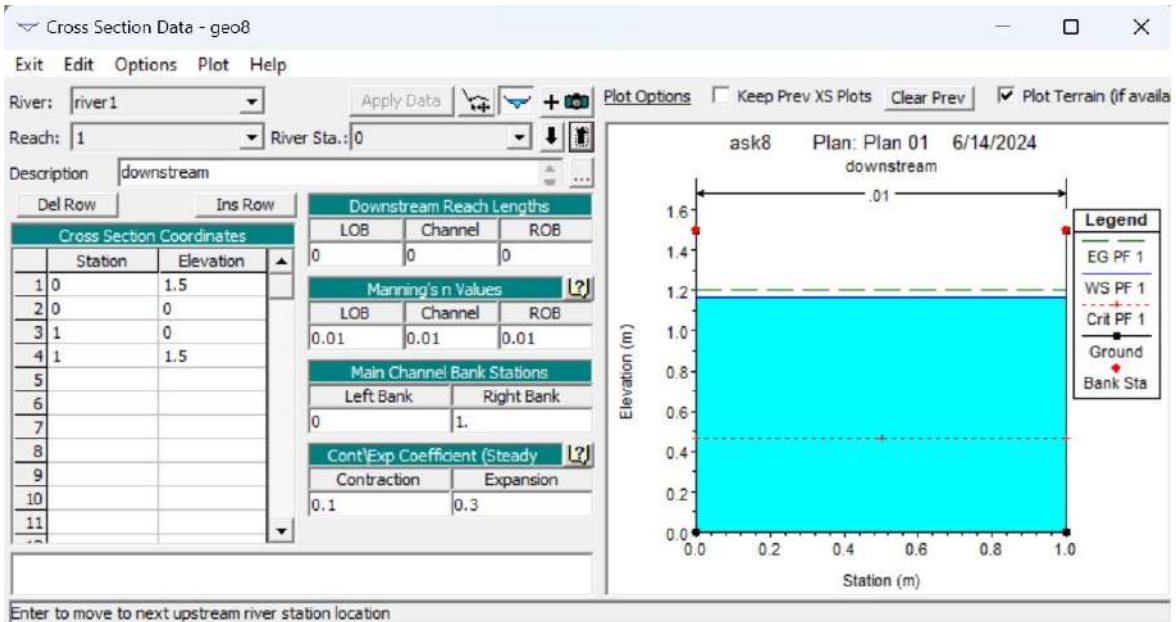 Cross Section Data - geo8
Exit Edit Options Plot Help
River: river1 Apply Data
Reach: 1 River Sta.: 0
Description downstream ...
Del Row Ins Row
Cross Section Coordinates
Station Elevation
1 0 1.5
2 0 0
3 1 0
4 1 1.5
5
6
7
8
9
10
11
Downstream Reach Lengths
LOB Channel ROB
0 0 0
Manning's n Values
LOB Channel ROB
0.01 0.01 0.01
Main Channel Bank Stations
Left Bank Right Bank
0 1.
Cont\Exp Coefficient (Steady
Contraction Expansion
0.1 0.3
Enter to move to next upstream river station location
Plot Options Keep Prev XS Plots Clear Prev Plot Terrain (if availa
ask8 Plan: Plan 01 6/14/2024
downstream
.01
1.6
1.4
1.2
1.0
0.8
0.6
0.4
0.2
0.0
Elevation (m)
0.0 0.2 0.4 0.6 0.8 1.0
Station (m)
Legend
EG PF 1
WS PF 1
Crit PF 1
Ground
Bank Sta